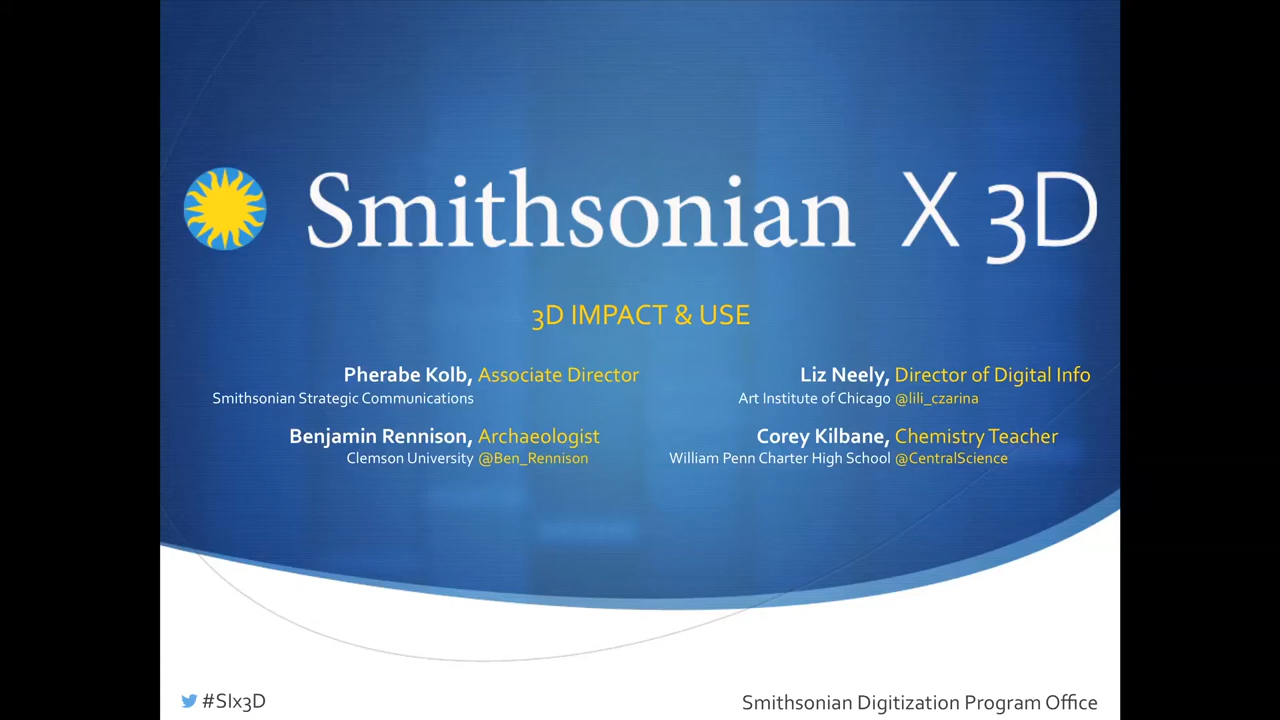 Smithsonian X 3D
3D IMPACT & USE
Pherabe Kolb, Associate Director
Smithsonian Strategic Communications
Benjamin Rennison, Archaeologist
Clemson University @Ben_Rennison
Liz Neely, Director of Digital Info
Art Institute of Chicago @lili_czarina
Corey Kilbane, Chemistry Teacher
William Penn Charter High School @CentralScience
#SIx3D
Smithsonian Digitization Program Office